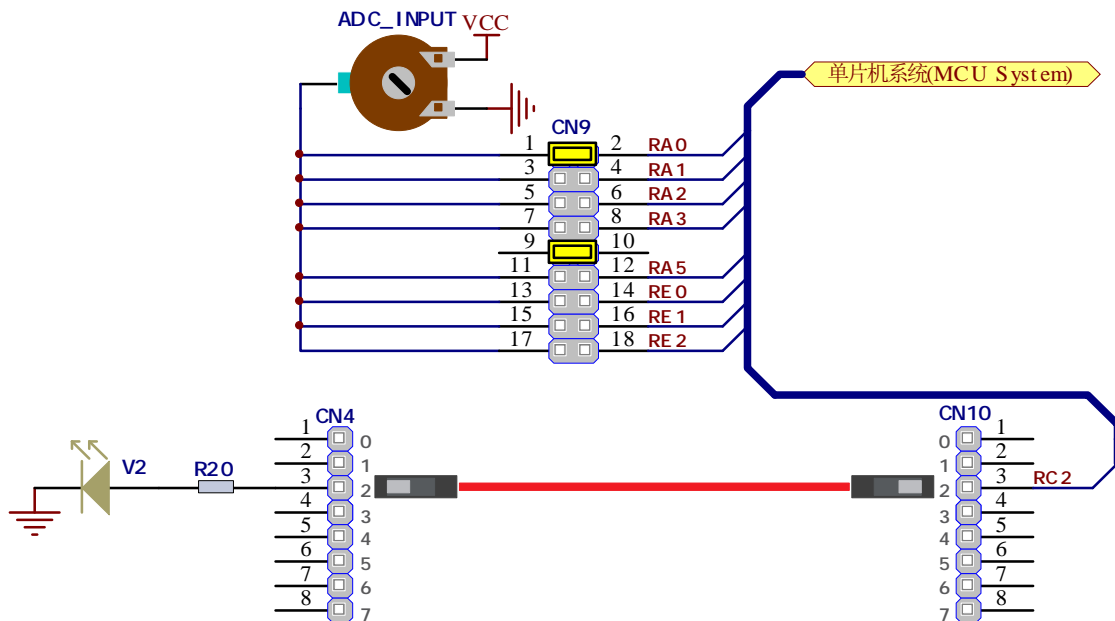 ADC_INPUT VCC
单片机系统(MCU System)
CN9
1 2 RA0
3 4 RA1
5 6 RA2
7 8 RA3
9 10
11 12 RA5
13 14 RE0
15 16 RE1
17 18 RE2
CN4 CN10
1 0 0 1
2 1 1 2
V2 R20 3 2 2 3 RC2
4 3 3 4
5 4 4 5
6 5 5 6
7 6 6 7
8 7 7 8